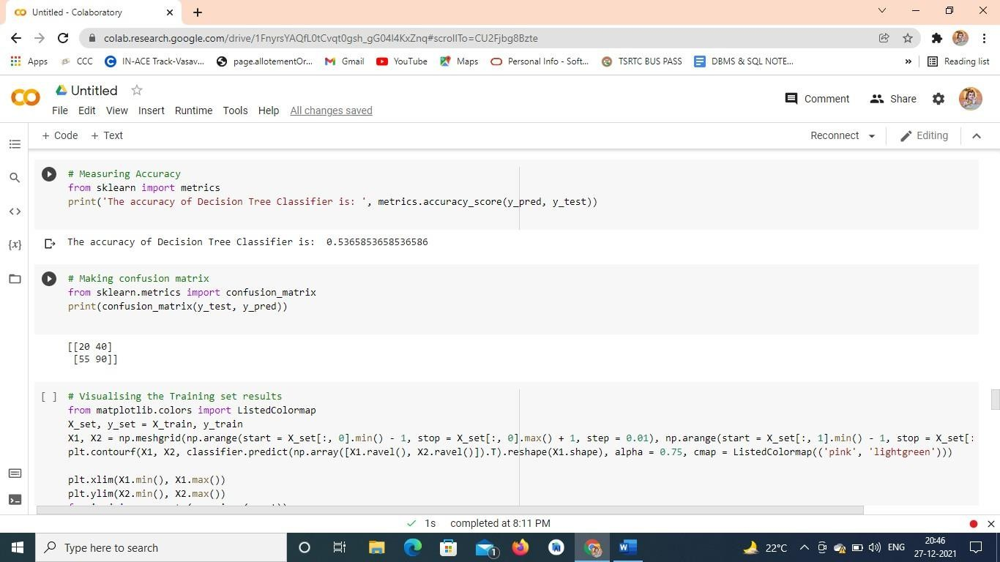 Untitled - Colaboratory
colab.research.google.com/drive/1FnyrsYAQfL0tCvqt0gsh_gG04l4KxZnq#scrollTo=CU2Fjbg8Bzte
Apps CCC IN-ACE Track-Vasav... page.allotementOr... Gmail YouTube Maps Personal Info - Soft... TSRTC BUS PASS DBMS & SQL NOTE... » Reading list
Untitled
Comment Share
File Edit View Insert Runtime Tools Help All changes saved
+ Code + Text Reconnect Editing
# Measuring Accuracy
from sklearn import metrics
print('The accuracy of Decision Tree Classifier is: ', metrics.accuracy_score(y_pred, y_test))
The accuracy of Decision Tree Classifier is:  0.5365853658536586
# Making confusion matrix
from sklearn.metrics import confusion_matrix
print(confusion_matrix(y_test, y_pred))
[[20 40]
 [55 90]]
[ ] # Visualising the Training set results
from matplotlib.colors import ListedColormap
X_set, y_set = X_train, y_train
X1, X2 = np.meshgrid(np.arange(start = X_set[:, 0].min() - 1, stop = X_set[:, 0].max() + 1, step = 0.01), np.arange(start = X_set[:, 1].min() - 1, stop = X_set[:
plt.contourf(X1, X2, classifier.predict(np.array([X1.ravel(), X2.ravel()]).T).reshape(X1.shape), alpha = 0.75, cmap = ListedColormap(('pink', 'lightgreen')))
plt.xlim(X1.min(), X1.max())
plt.ylim(X2.min(), X2.max())
1s completed at 8:11 PM
Type here to search
1
22°C ENG 20:46
27-12-2021